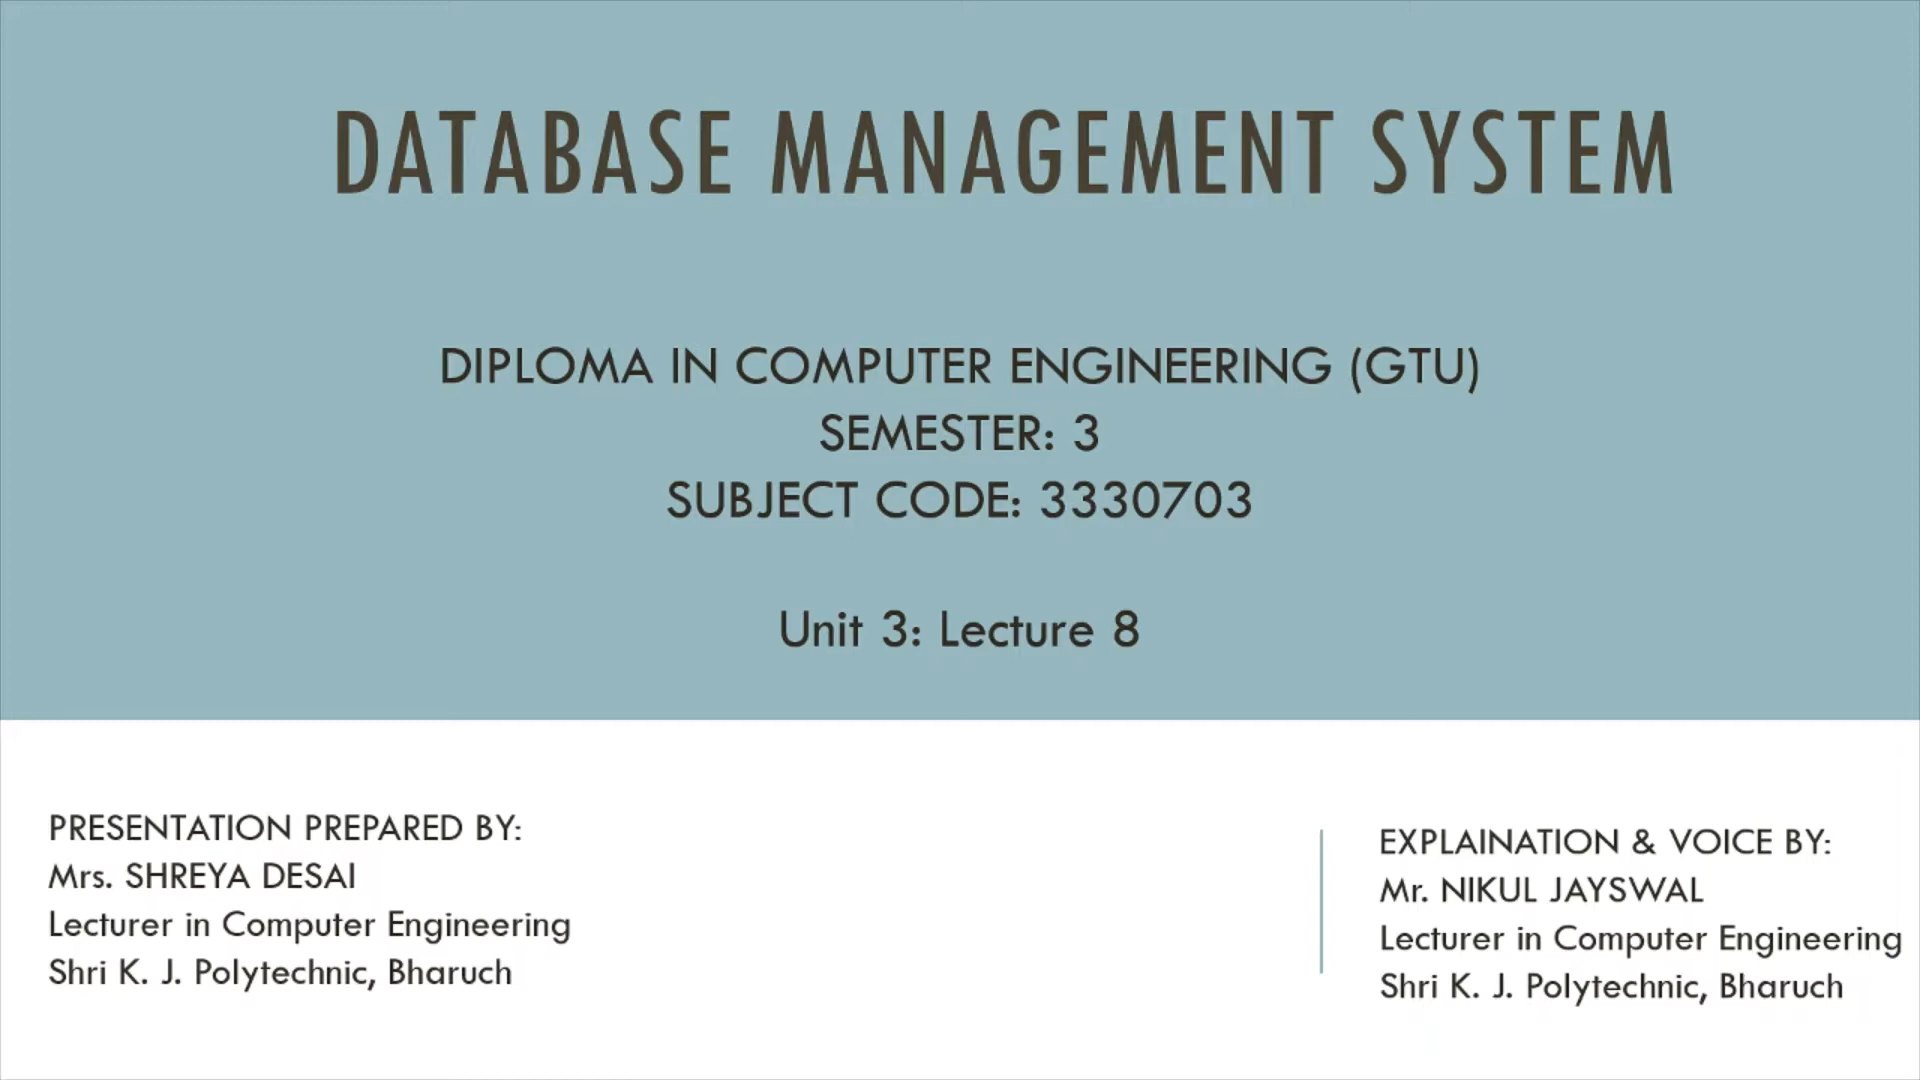 DATABASE MANAGEMENT SYSTEM
DIPLOMA IN COMPUTER ENGINEERING (GTU)
SEMESTER: 3
SUBJECT CODE: 3330703
Unit 3: Lecture 8
PRESENTATION PREPARED BY:
Mrs. SHREYA DESAI
Lecturer in Computer Engineering
Shri K. J. Polytechnic, Bharuch
EXPLAINATION & VOICE BY:
Mr. NIKUL JAYSWAL
Lecturer in Computer Engineering
Shri K. J. Polytechnic, Bharuch